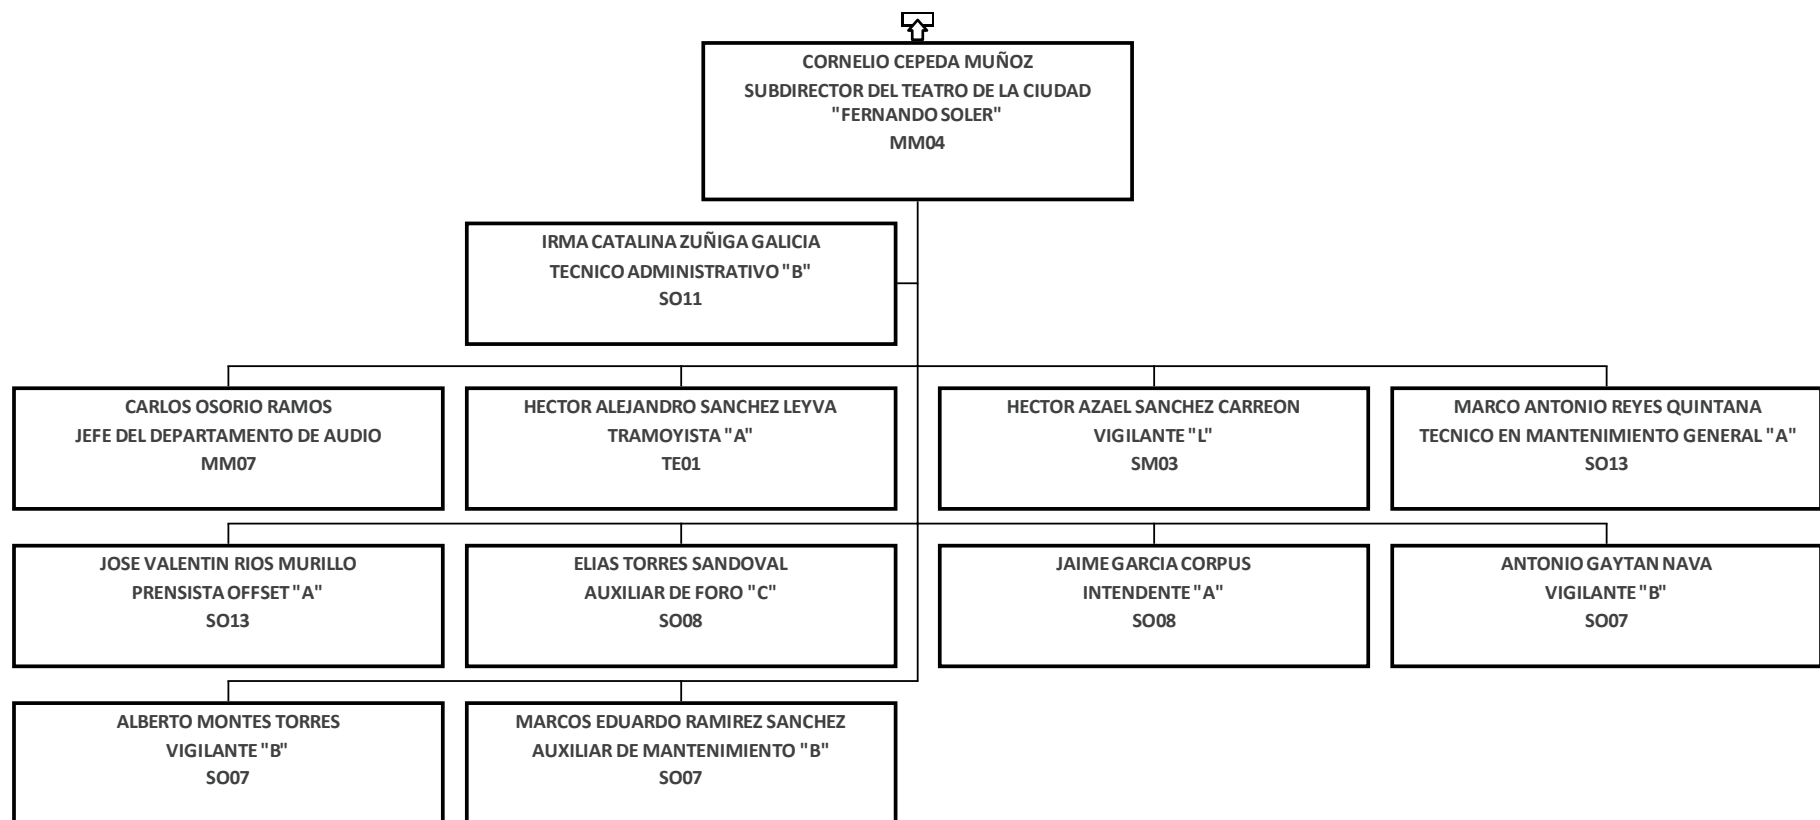 CORNELIO CEPEDA MUÑOZ
SUBDIRECTOR DEL TEATRO DE LA CIUDAD
"FERNANDO SOLER"
MM04
IRMA CATALINA ZUÑIGA GALICIA
TECNICO ADMINISTRATIVO "B"
SO11
CARLOS OSORIO RAMOS
JEFE DEL DEPARTAMENTO DE AUDIO
MM07
HECTOR ALEJANDRO SANCHEZ LEYVA
TRAMOYISTA "A"
TE01
HECTOR AZAEL SANCHEZ CARREON
VIGILANTE "L"
SM03
MARCO ANTONIO REYES QUINTANA
TECNICO EN MANTENIMIENTO GENERAL "A"
SO13
JOSE VALENTIN RIOS MURILLO
PRENSISTA OFFSET "A"
SO13
ELIAS TORRES SANDOVAL
AUXILIAR DE FORO "C"
SO08
JAIME GARCIA CORPUS
INTENDENTE "A"
SO08
ANTONIO GAYTAN NAVA
VIGILANTE "B"
SO07
ALBERTO MONTES TORRES
VIGILANTE "B"
SO07
MARCOS EDUARDO RAMIREZ SANCHEZ
AUXILIAR DE MANTENIMIENTO "B"
SO07